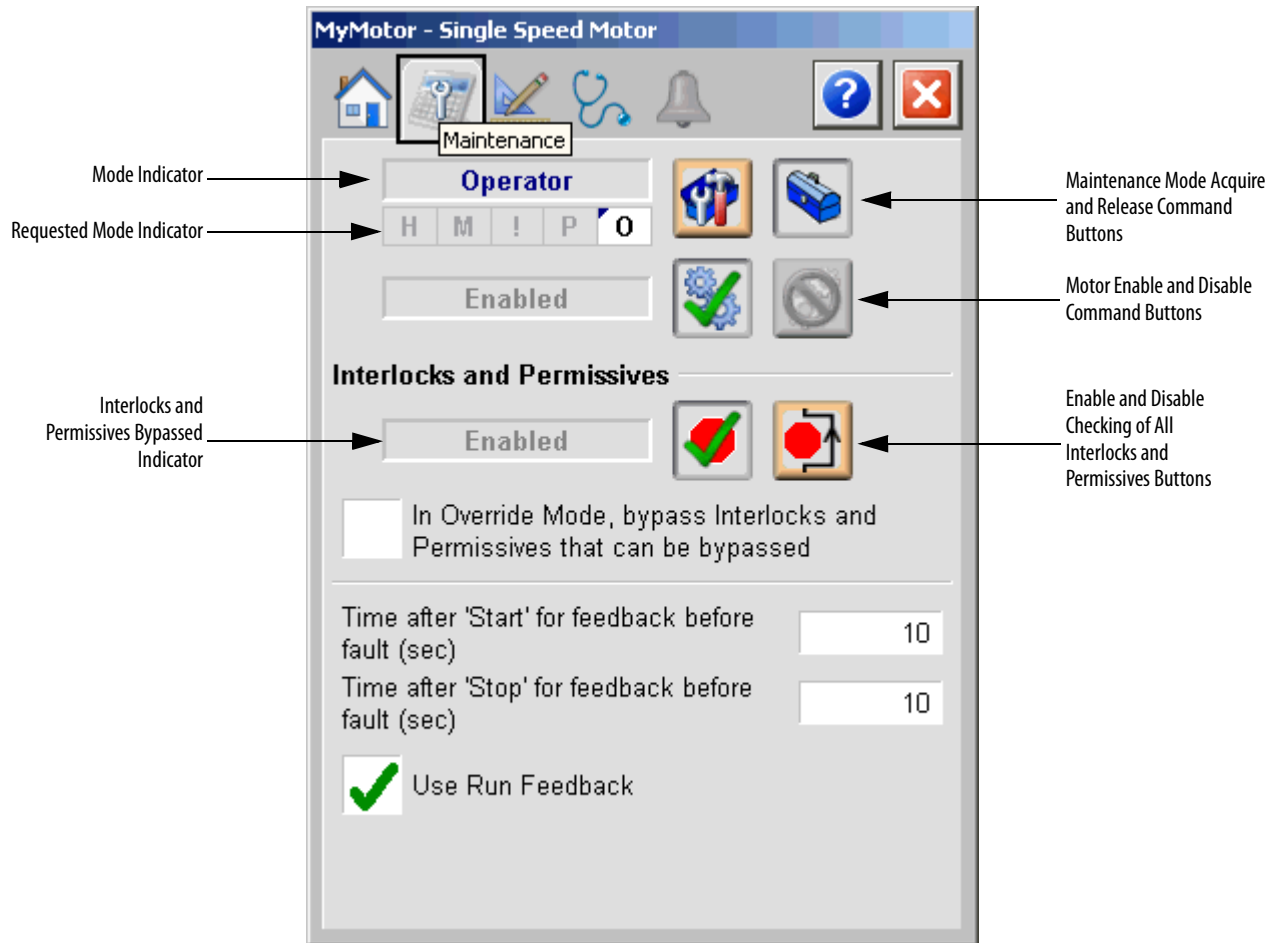 MyMotor - Single Speed Motor
?
Maintenance
Mode Indicator
Operator
Maintenance Mode Acquire
and Release Command
Buttons
Requested Mode Indicator
H M ! P O
Enabled
Motor Enable and Disable
Command Buttons
Interlocks and Permissives
Interlocks and
Permissives Bypassed
Indicator
Enabled
Enable and Disable
Checking of All
Interlocks and
Permissives Buttons
In Override Mode, bypass Interlocks and
Permissives that can be bypassed
Time after 'Start' for feedback before
fault (sec)
10
Time after 'Stop' for feedback before
fault (sec)
10
Use Run Feedback